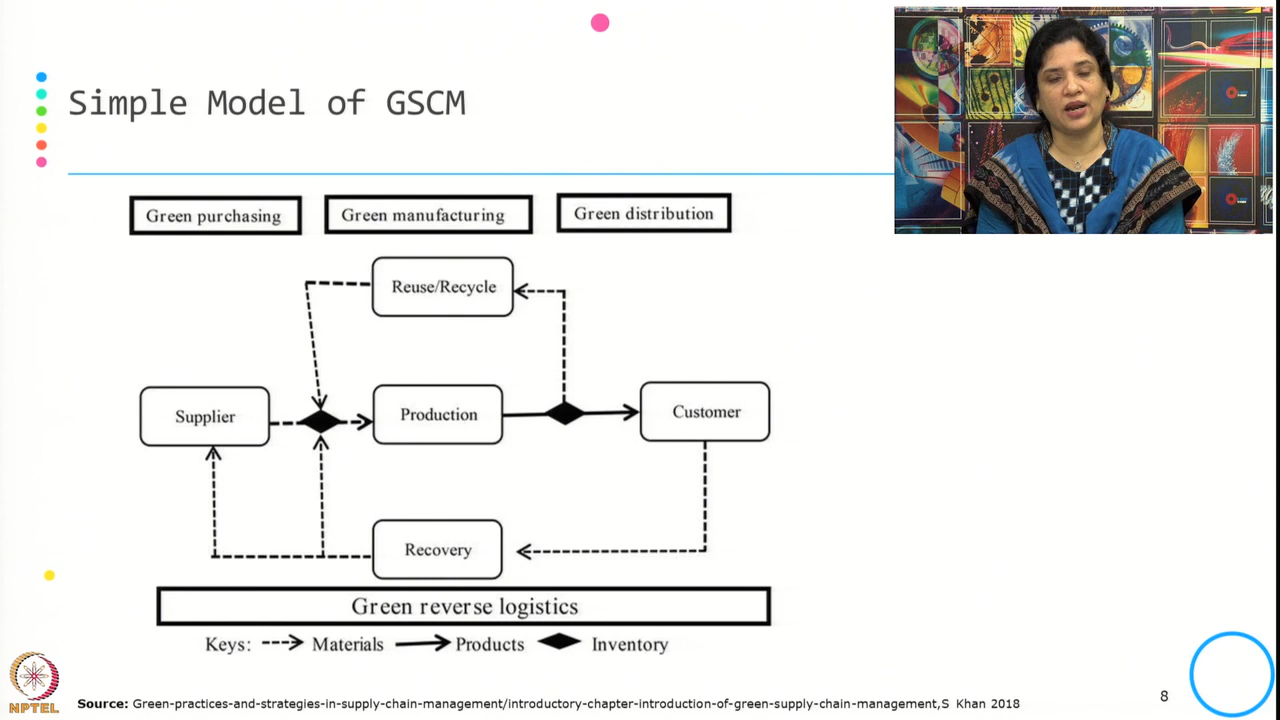 Simple Model of GSCM
Green purchasing
Green manufacturing
Green distribution
Reuse/Recycle
Supplier
Production
Customer
Recovery
Green reverse logistics
Keys: Materials Products Inventory
NPTEL
Source: Green-practices-and-strategies-in-supply-chain-management/introductory-chapter-introduction-of-green-supply-chain-management,S Khan 2018
8